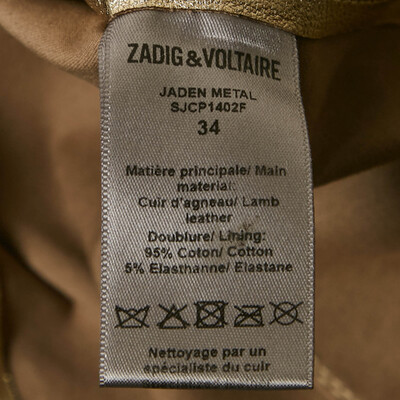 ZADIG & VOLTAIRE
JADEN METAL
SJCP1402F
34
Matière principale/ Main
material:
Cuir d'agneau/ Lamb
leather
Doublure/ Lining:
95% Coton/ Cotton
5% Elasthanne/ Elastane
Nettoyage par un
spécialiste du cuir